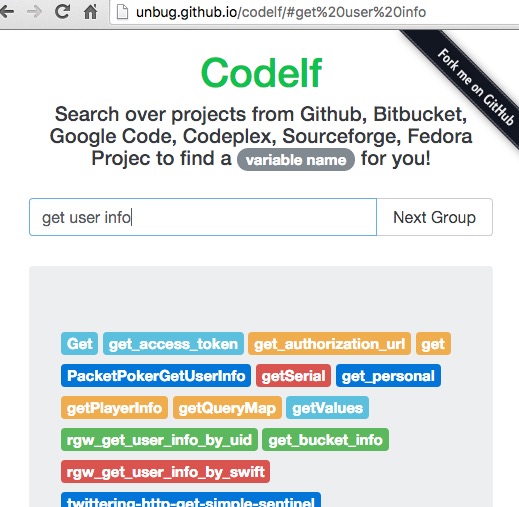 unbug.github.io/codelf/#get%20user%20info
Fork me on GitHub
Codelf
Search over projects from Github, Bitbucket,
Google Code, Codeplex, Sourceforge, Fedora
Projec to find a variable name for you!
get user info Next Group
Get get_access_token get_authorization_url get
PacketPokerGetUserInfo getSerial get_personal
getPlayerInfo getQueryMap getValues
rgw_get_user_info_by_uid get_bucket_info
rgw_get_user_info_by_swift
twittering-http-get-simple-sentinel